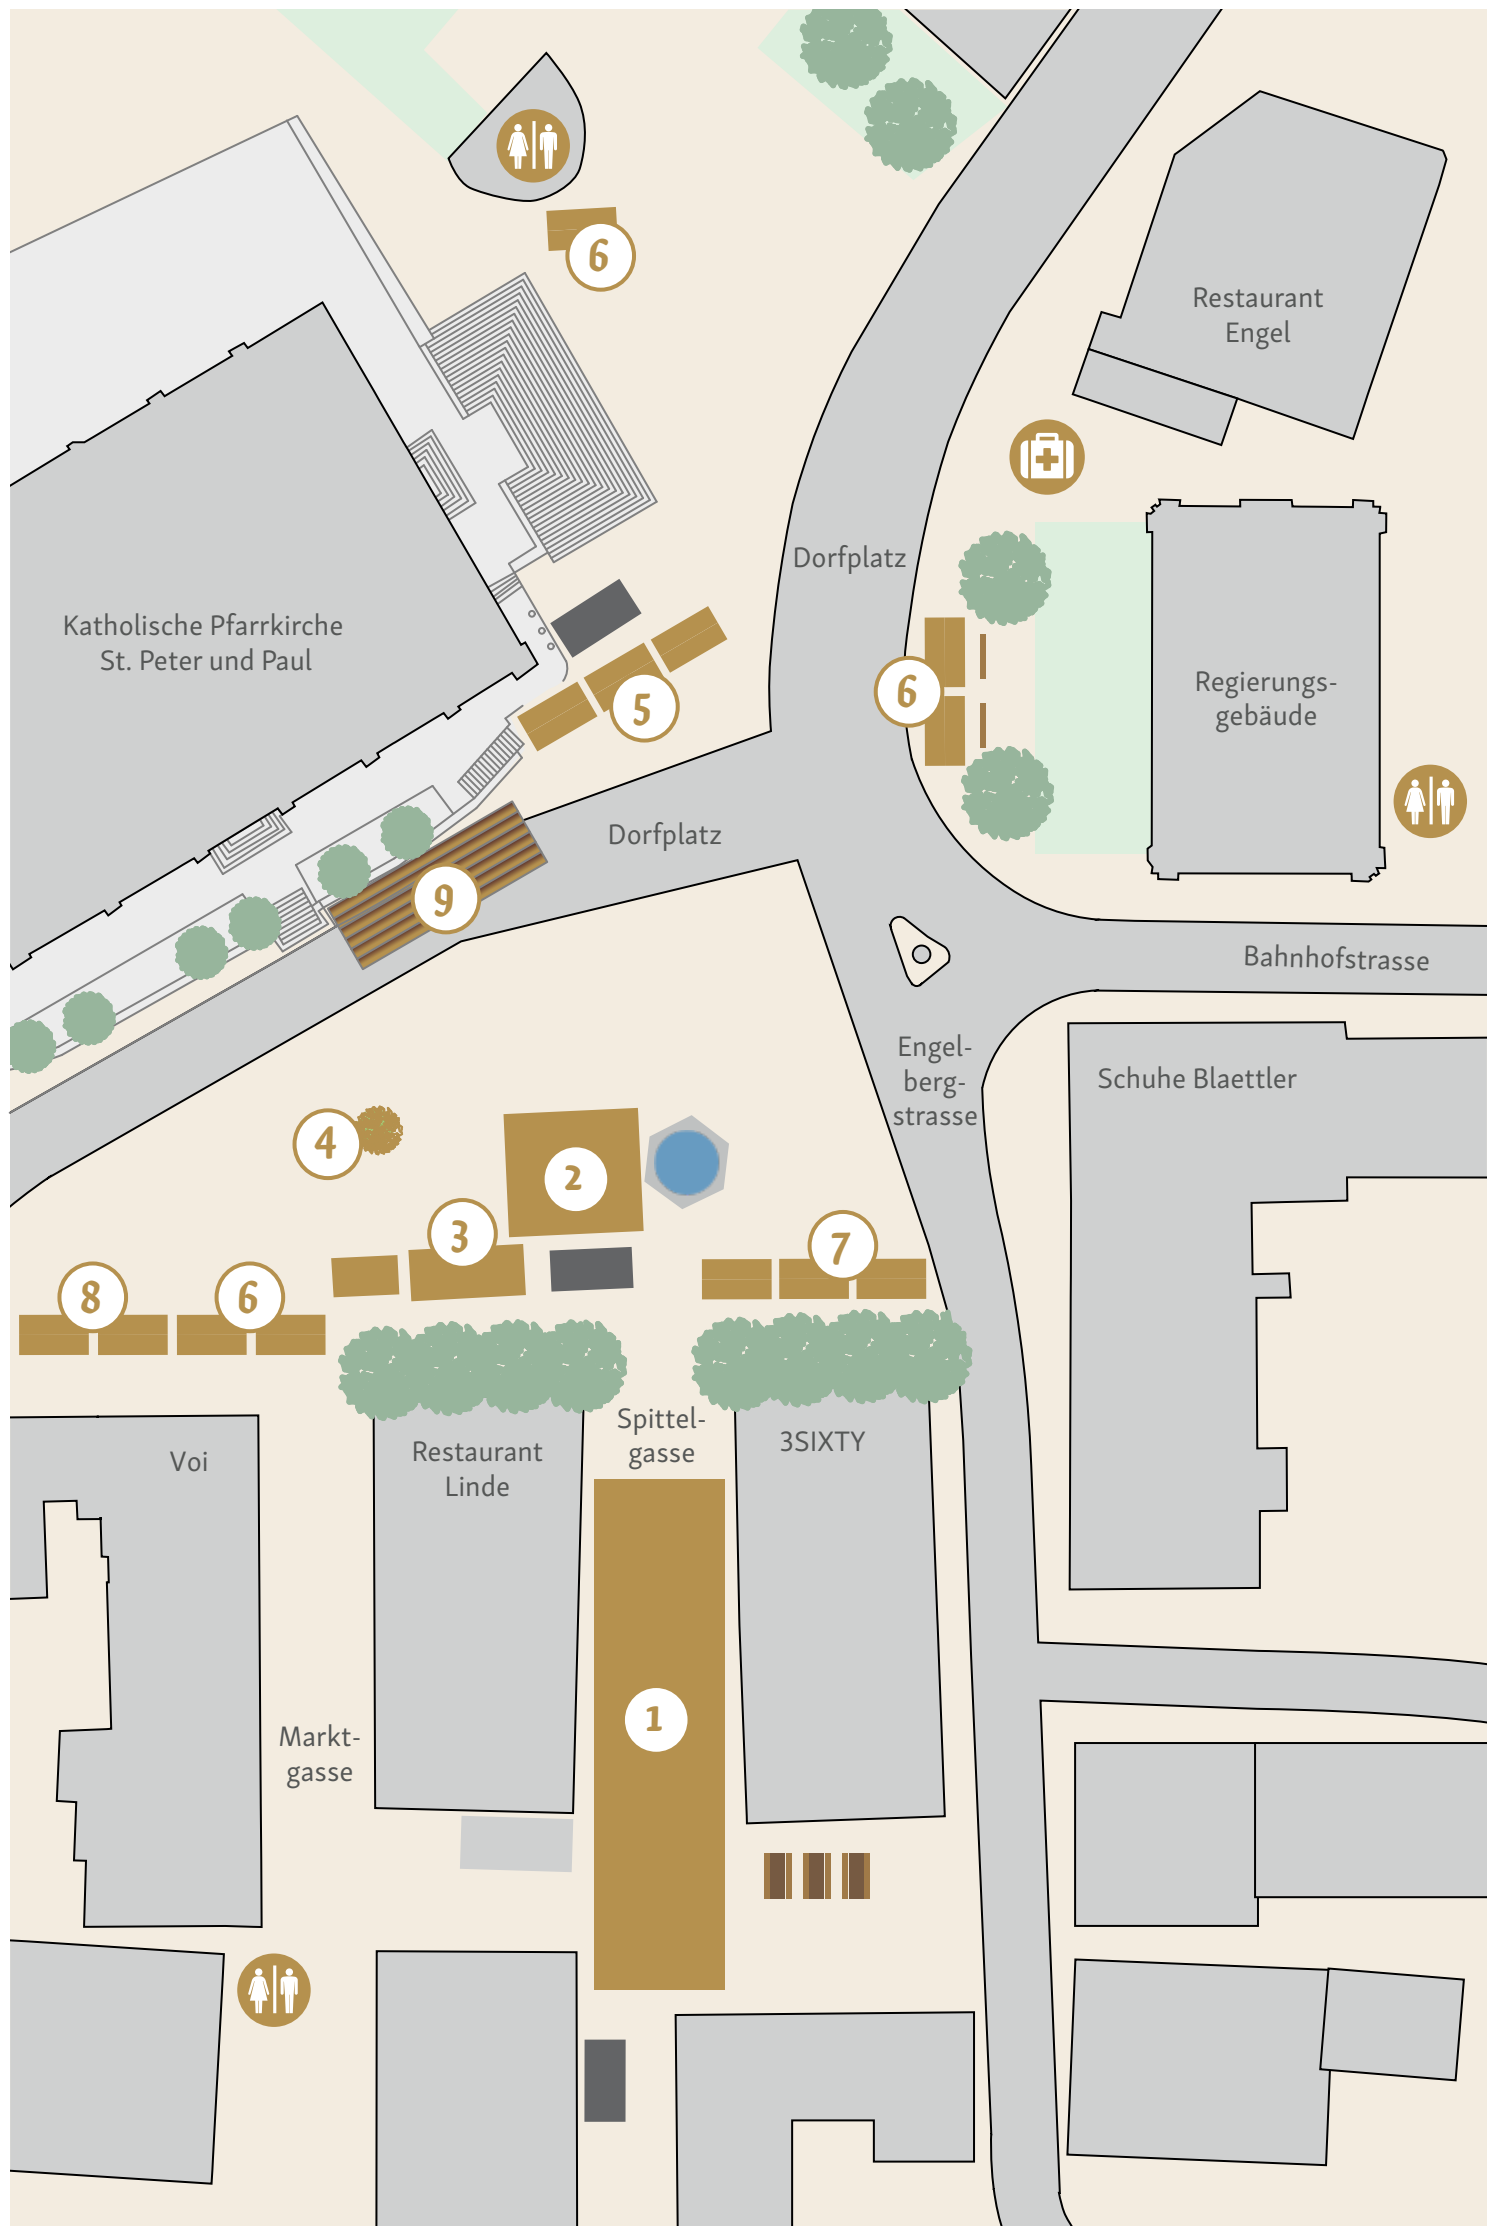 6
Restaurant
Engel
Dorfplatz
Katholische Pfarrkirche
St. Peter und Paul
5
6
Regierungs-
gebäude
Dorfplatz
9
Bahnhofstrasse
Engel-
berg-
strasse
Schuhe Blaettler
4
2
3
7
8
6
Spittel-
gasse
Voi
Restaurant
Linde
3SIXTY
1
Markt-
gasse